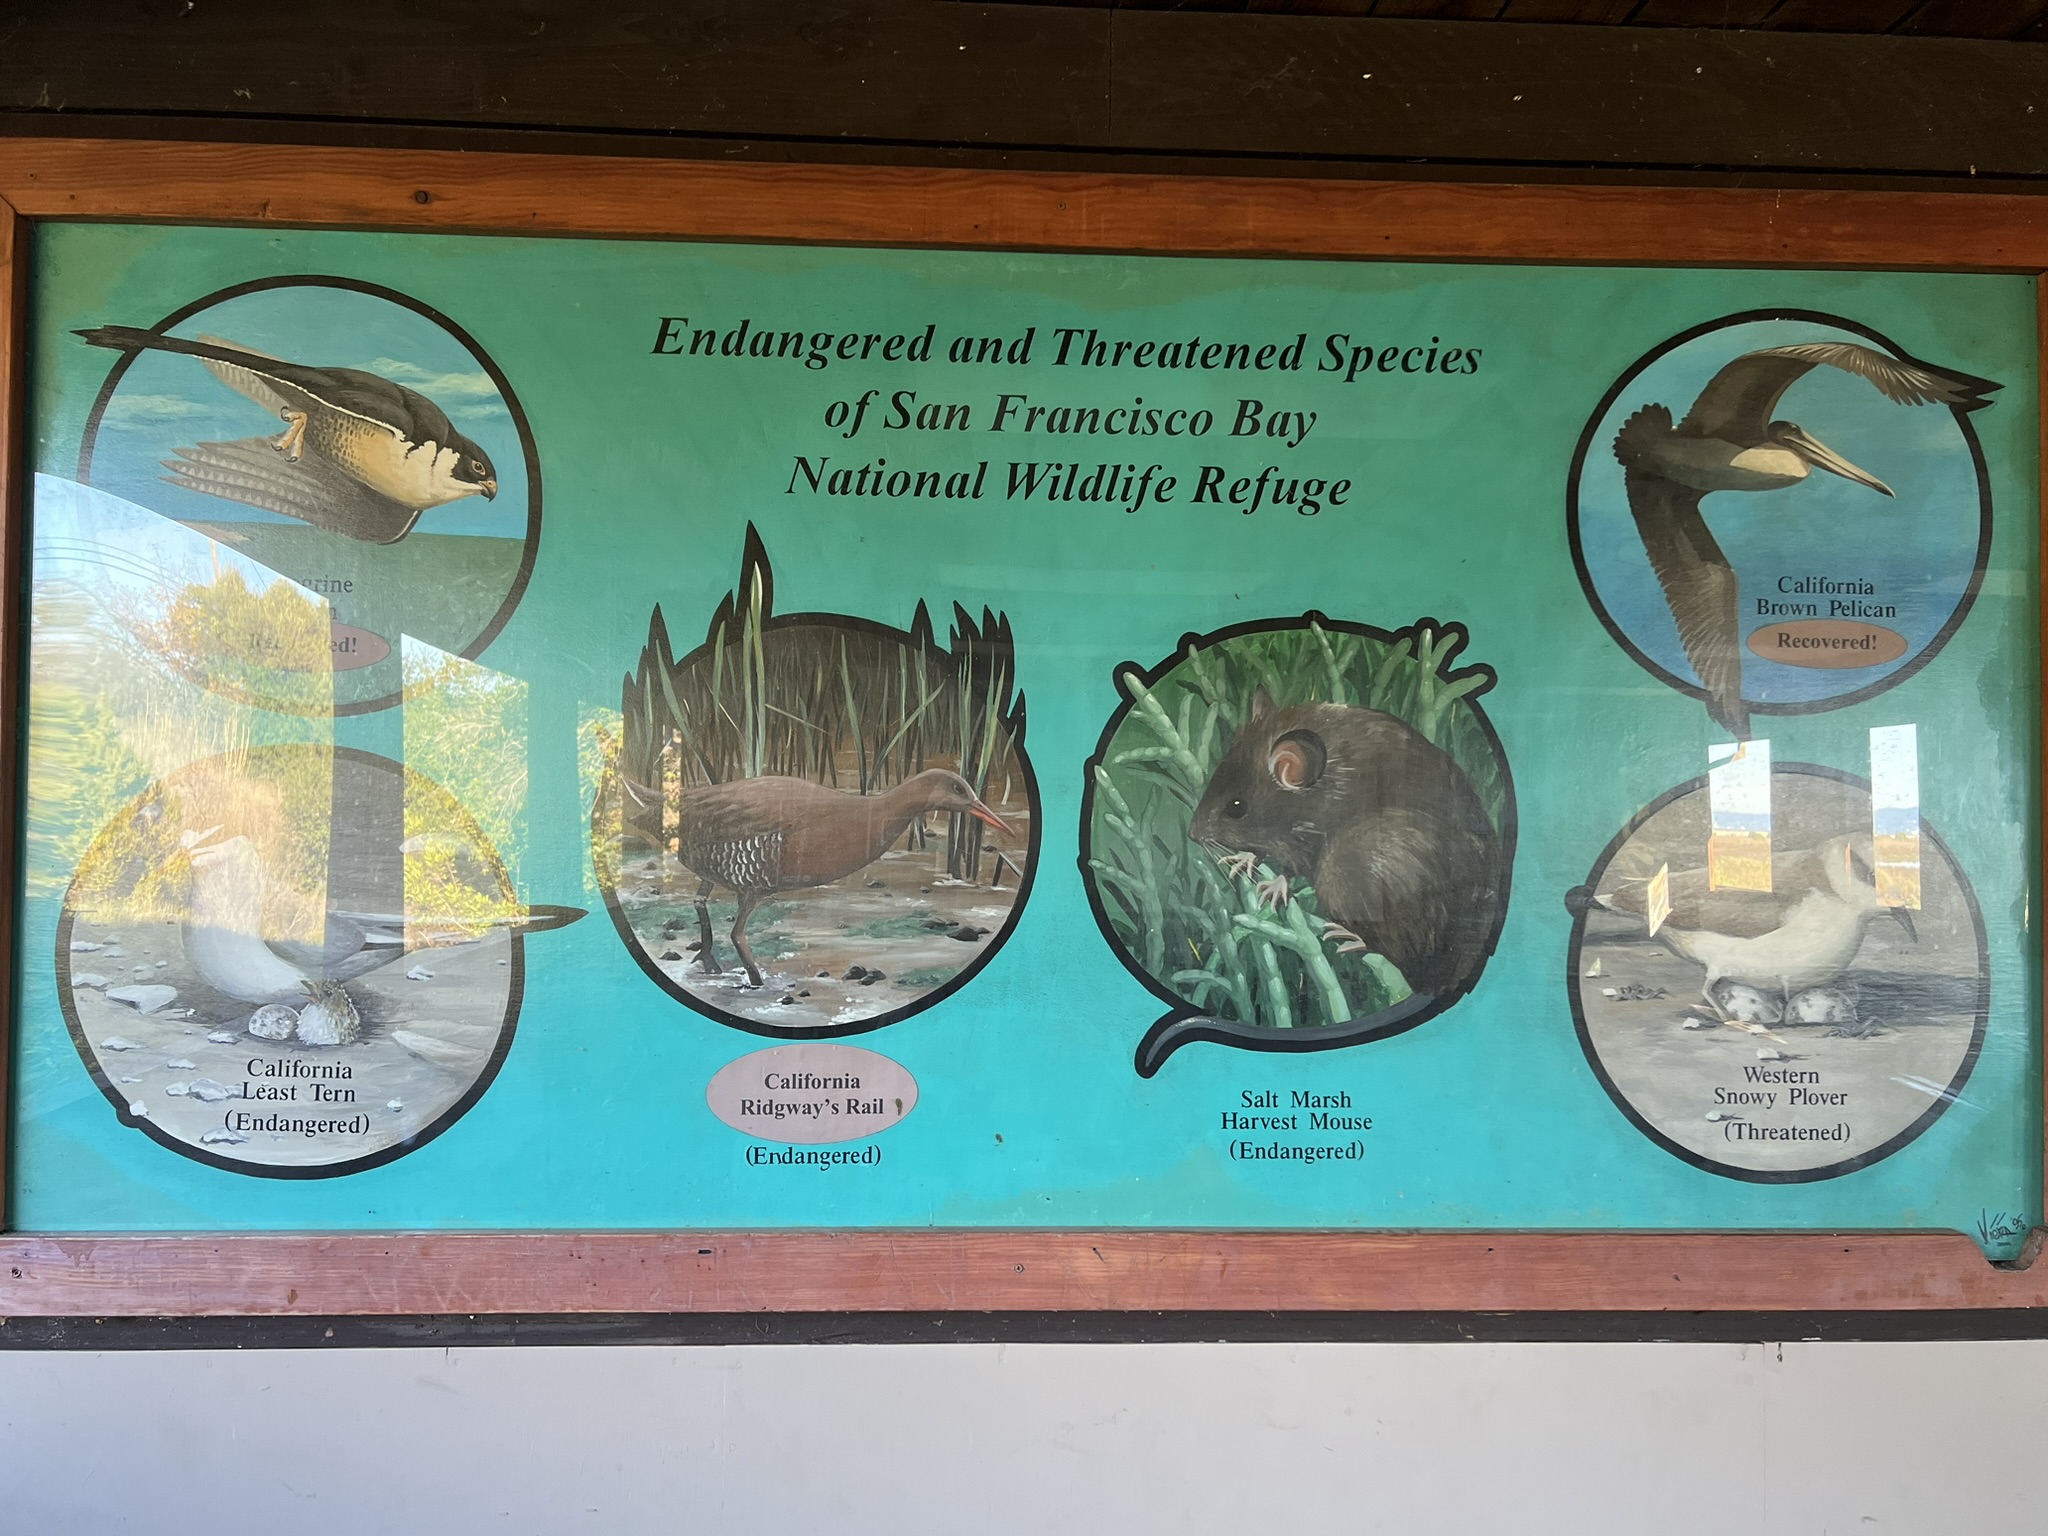 Endangered and Threatened Species
of San Francisco Bay
National Wildlife Refuge
California
Brown Pelican
Recovered!
California
Least Tern
(Endangered)
California
Ridgway's Rail
(Endangered)
Salt Marsh
Harvest Mouse
(Endangered)
Western
Snowy Plover
(Threatened)